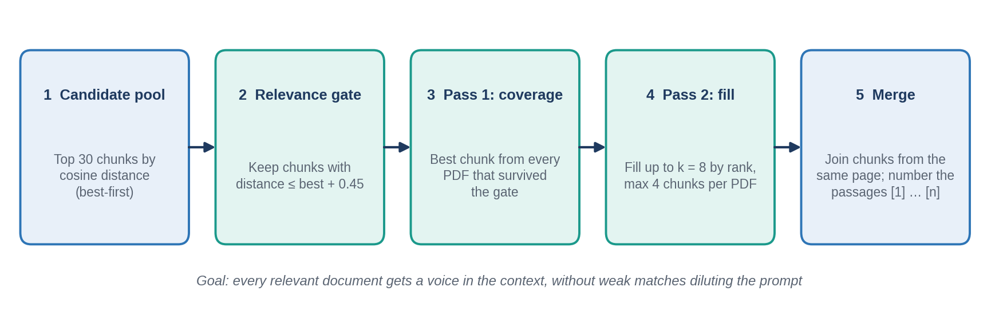 1  Candidate pool
Top 30 chunks by
cosine distance
(best-first)
2  Relevance gate
Keep chunks with
distance ≤ best + 0.45
3  Pass 1: coverage
Best chunk from every
PDF that survived
the gate
4  Pass 2: fill
Fill up to k = 8 by rank,
max 4 chunks per PDF
5  Merge
Join chunks from the
same page; number the
passages [1] … [n]
Goal: every relevant document gets a voice in the context, without weak matches diluting the prompt